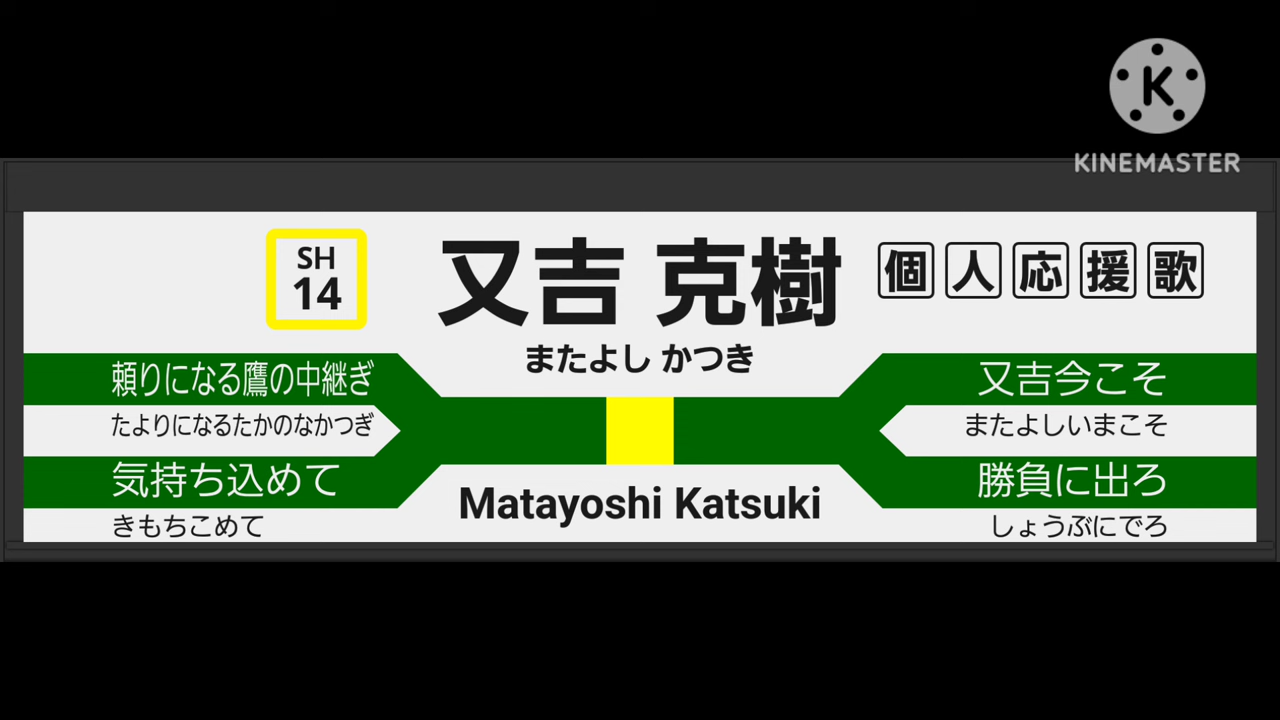 K
KINEMASTER
SH
14
又吉 克樹
個人応援歌
またよし かつき
頼りになる鷹の中継ぎ
たよりになるたかのなかつぎ
気持ち込めて
きもちこめて
又吉今こそ
またよしいまこそ
勝負に出ろ
しょうぶにでろ
Matayoshi Katsuki